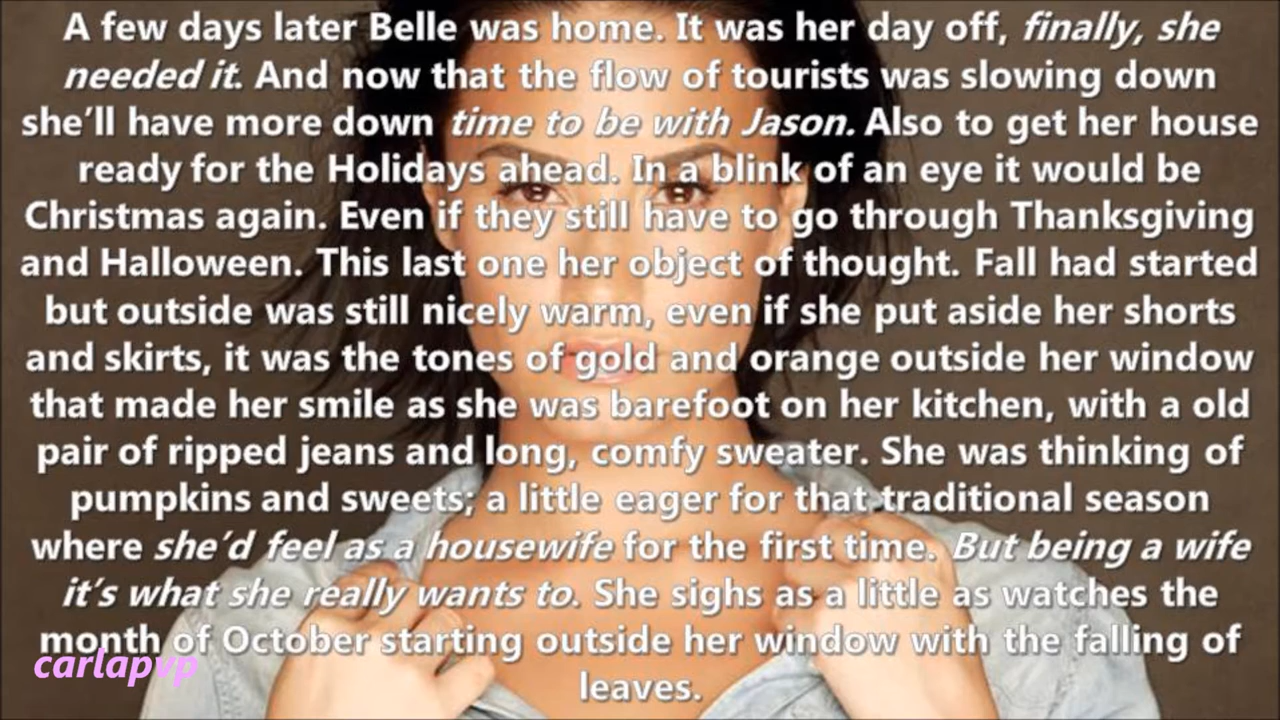 A few days later Belle was home. It was her day off, finally, she
needed it. And now that the flow of tourists was slowing down
she'll have more down time to be with Jason. Also to get her house
ready for the Holidays ahead. In a blink of an eye it would be
Christmas again. Even if they still have to go through Thanksgiving
and Halloween. This last one her object of thought. Fall had started
but outside was still nicely warm, even if she put aside her shorts
and skirts, it was the tones of gold and orange outside her window
that made her smile as she was barefoot on her kitchen, with a old
pair of ripped jeans and long, comfy sweater. She was thinking of
pumpkins and sweets; a little eager for that traditional season
where she'd feel as a housewife for the first time. But being a wife
it's what she really wants to. She sighs as a little as watches the
month of October starting outside her window with the falling of
leaves.
carlapvp